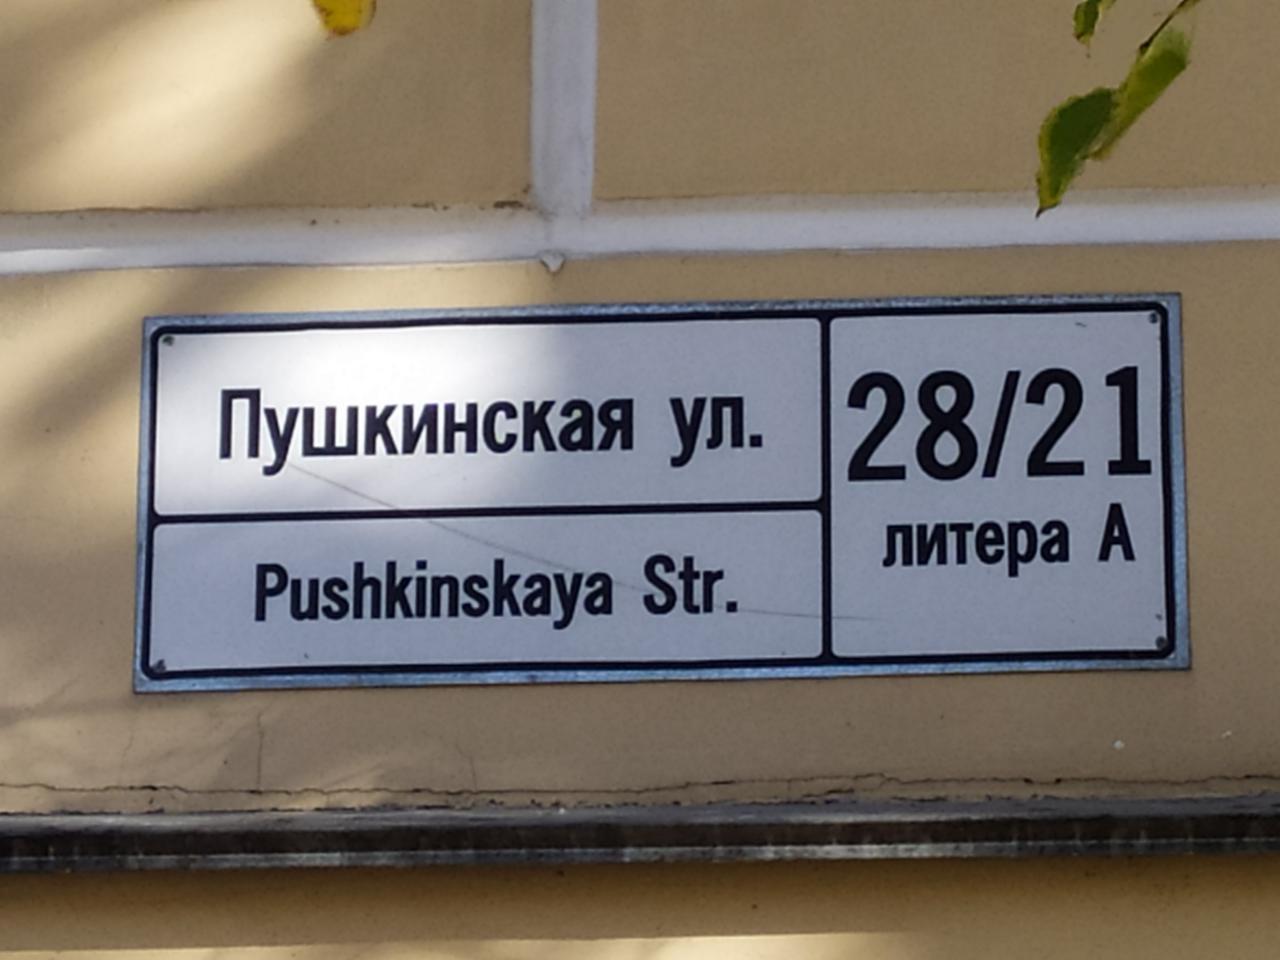 Пушкинская ул.
Pushkinskaya Str.
28/21
литера А